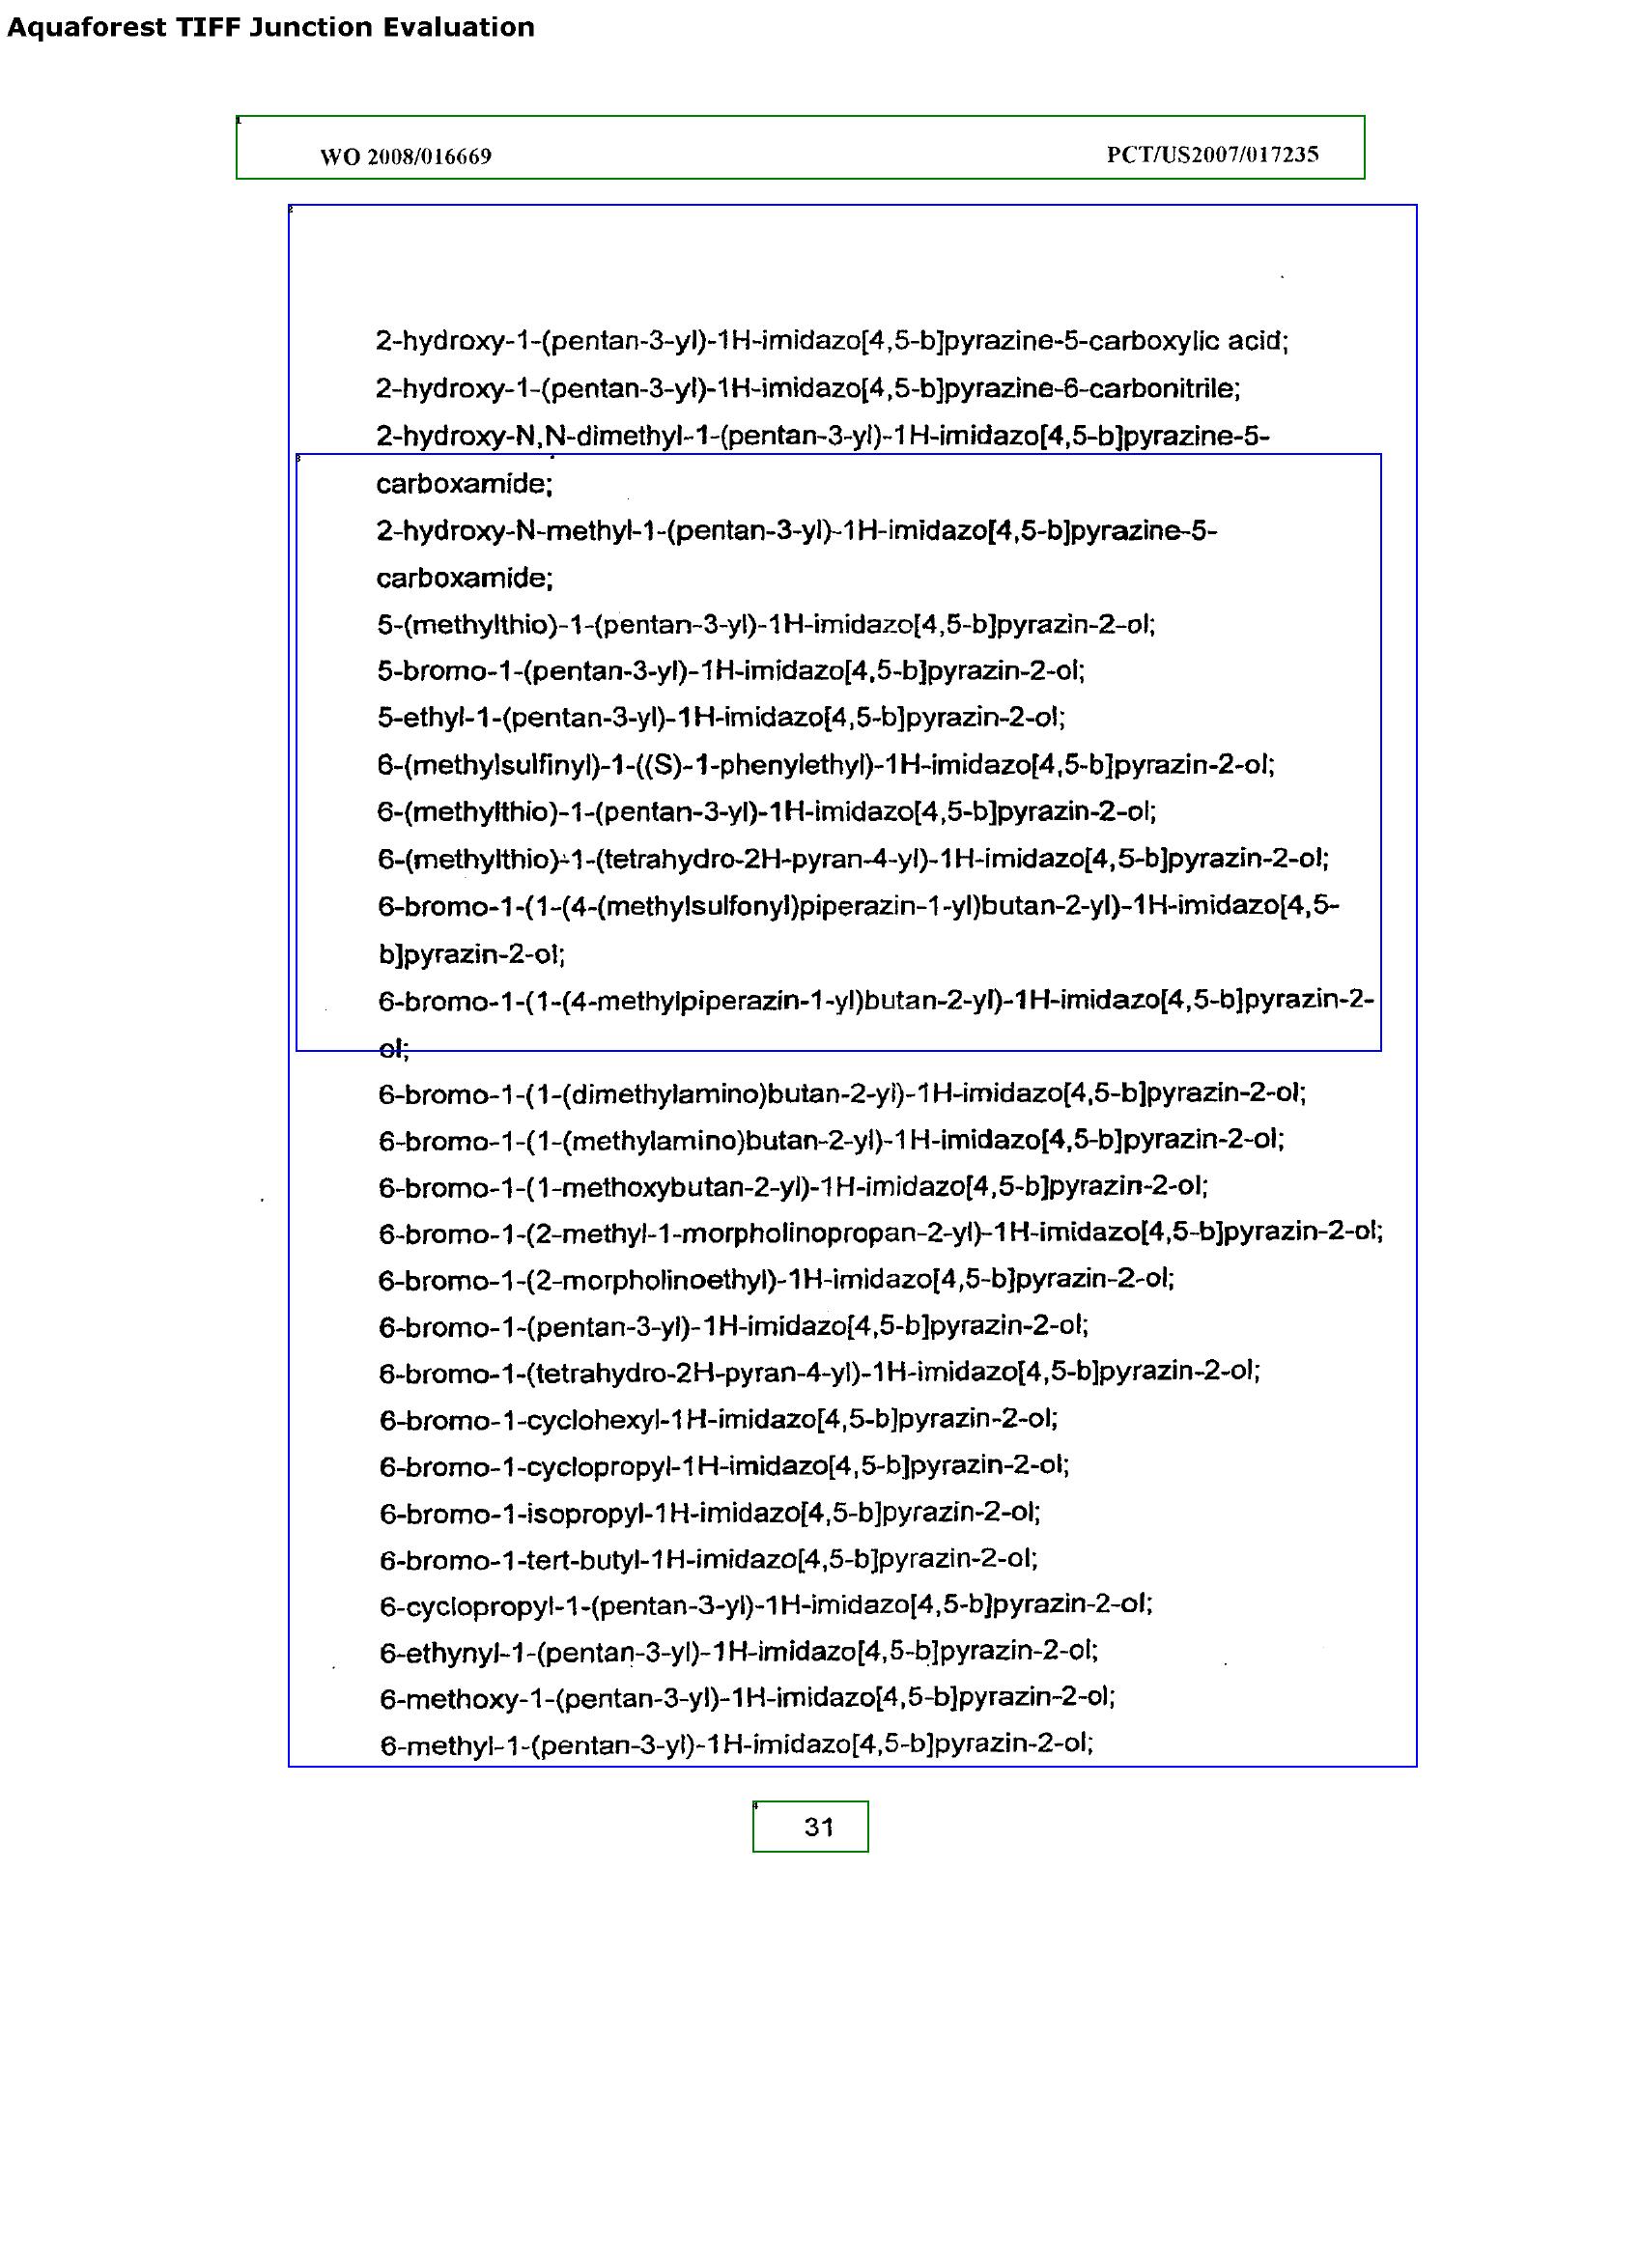 Aquaforest TIFF Junction Evaluation
WO 2008/016669 PCT/US2007/017235
2-hydroxy-1-(pentan-3-yl)-1H-imidazo[4,5-b]pyrazine-5-carboxylic acid;
2-hydroxy-1-(pentan-3-yl)-1H-imidazo[4,5-b]pyrazine-6-carbonitrile;
2-hydroxy-N,N-dimethyl-1-(pentan-3-yl)-1H-imidazo[4,5-b]pyrazine-5-
carboxamide;
2-hydroxy-N-methyl-1-(pentan-3-yl)-1H-imidazo[4,5-b]pyrazine-5-
carboxamide;
5-(methylthio)-1-(pentan-3-yl)-1H-imidazo[4,5-b]pyrazin-2-ol;
5-bromo-1-(pentan-3-yl)-1H-imidazo[4,5-b]pyrazin-2-ol;
5-ethyl-1-(pentan-3-yl)-1H-imidazo[4,5-b]pyrazin-2-ol;
6-(methylsulfinyl)-1-((S)-1-phenylethyl)-1H-imidazo[4,5-b]pyrazin-2-ol;
6-(methylthio)-1-(pentan-3-yl)-1H-imidazo[4,5-b]pyrazin-2-ol;
6-(methylthio)-1-(tetrahydro-2H-pyran-4-yl)-1H-imidazo[4,5-b]pyrazin-2-ol;
6-bromo-1-(1-(4-(methylsulfonyl)piperazin-1-yl)butan-2-yl)-1H-imidazo[4,5-
b]pyrazin-2-ol;
6-bromo-1-(1-(4-methylpiperazin-1-yl)butan-2-yl)-1H-imidazo[4,5-b]pyrazin-2-
ol;
6-bromo-1-(1-(dimethylamino)butan-2-yl)-1H-imidazo[4,5-b]pyrazin-2-ol;
6-bromo-1-(1-(methylamino)butan-2-yl)-1H-imidazo[4,5-b]pyrazin-2-ol;
6-bromo-1-(1-methoxybutan-2-yl)-1H-imidazo[4,5-b]pyrazin-2-ol;
6-bromo-1-(2-methyl-1-morpholinopropan-2-yl)-1H-imidazo[4,5-b]pyrazin-2-ol;
6-bromo-1-(2-morpholinoethyl)-1H-imidazo[4,5-b]pyrazin-2-ol;
6-bromo-1-(pentan-3-yl)-1H-imidazo[4,5-b]pyrazin-2-ol;
6-bromo-1-(tetrahydro-2H-pyran-4-yl)-1H-imidazo[4,5-b]pyrazin-2-ol;
6-bromo-1-cyclohexyl-1H-imidazo[4,5-b]pyrazin-2-ol;
6-bromo-1-cyclopropyl-1H-imidazo[4,5-b]pyrazin-2-ol;
6-bromo-1-isopropyl-1H-imidazo[4,5-b]pyrazin-2-ol;
6-bromo-1-tert-butyl-1H-imidazo[4,5-b]pyrazin-2-ol;
6-cyclopropyl-1-(pentan-3-yl)-1H-imidazo[4,5-b]pyrazin-2-ol;
6-ethynyl-1-(pentan-3-yl)-1H-imidazo[4,5-b]pyrazin-2-ol;
6-methoxy-1-(pentan-3-yl)-1H-imidazo[4,5-b]pyrazin-2-ol;
6-methyl-1-(pentan-3-yl)-1H-imidazo[4,5-b]pyrazin-2-ol;
31